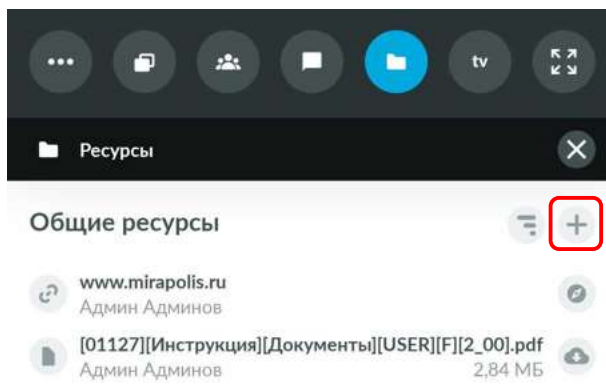 tv
Ресурсы
Общие ресурсы
www.mirapolis.ru
Админ Админов
[01127][Инструкция][Документы][USER][F][2_00].pdf
Админ Админов 2,84 МБ